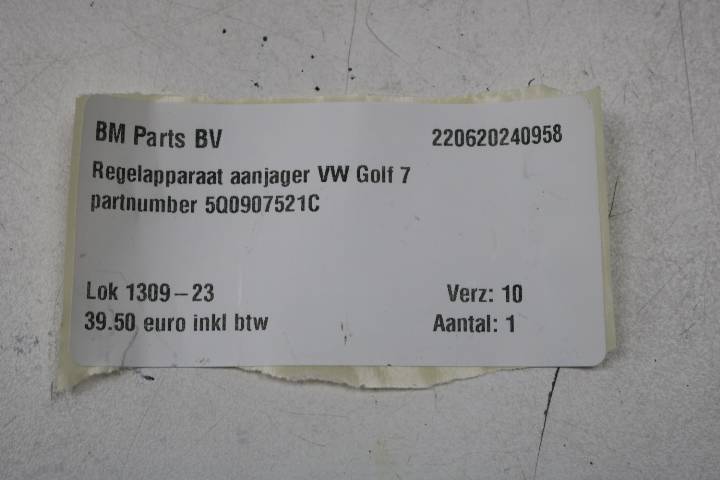 BM Parts BV 220620240958
Regelapparaat aanjager VW Golf 7
partnumber 5Q0907521C
Lok 1309-23 Verz: 10
39.50 euro inkl btw Aantal: 1